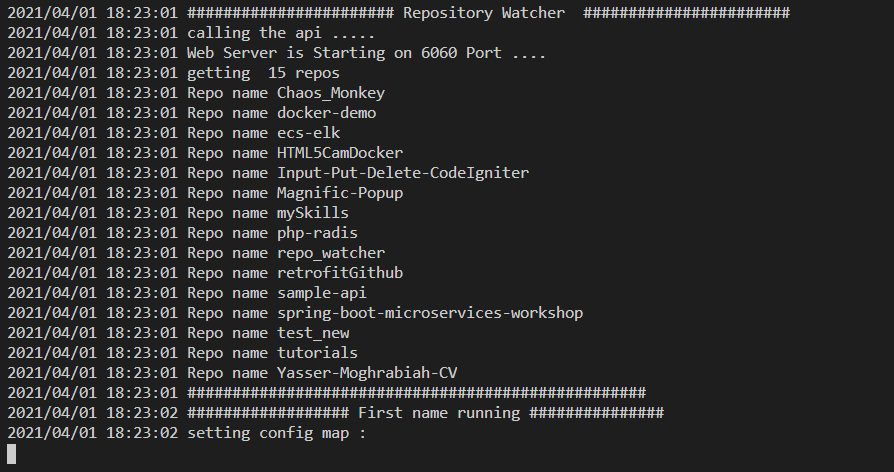 2021/04/01 18:23:01 ####################### Repository Watcher  #######################
2021/04/01 18:23:01 calling the api .....
2021/04/01 18:23:01 Web Server is Starting on 6060 Port ....
2021/04/01 18:23:01 getting  15 repos
2021/04/01 18:23:01 Repo name Chaos_Monkey
2021/04/01 18:23:01 Repo name docker-demo
2021/04/01 18:23:01 Repo name ecs-elk
2021/04/01 18:23:01 Repo name HTML5CamDocker
2021/04/01 18:23:01 Repo name Input-Put-Delete-CodeIgniter
2021/04/01 18:23:01 Repo name Magnific-Popup
2021/04/01 18:23:01 Repo name mySkills
2021/04/01 18:23:01 Repo name php-radis
2021/04/01 18:23:01 Repo name repo_watcher
2021/04/01 18:23:01 Repo name retrofitGithub
2021/04/01 18:23:01 Repo name sample-api
2021/04/01 18:23:01 Repo name spring-boot-microservices-workshop
2021/04/01 18:23:01 Repo name test_new
2021/04/01 18:23:01 Repo name tutorials
2021/04/01 18:23:01 Repo name Yasser-Moghrabiah-CV
2021/04/01 18:23:01 ###################################################
2021/04/01 18:23:02 ################## First name running ###############
2021/04/01 18:23:02 setting config map :